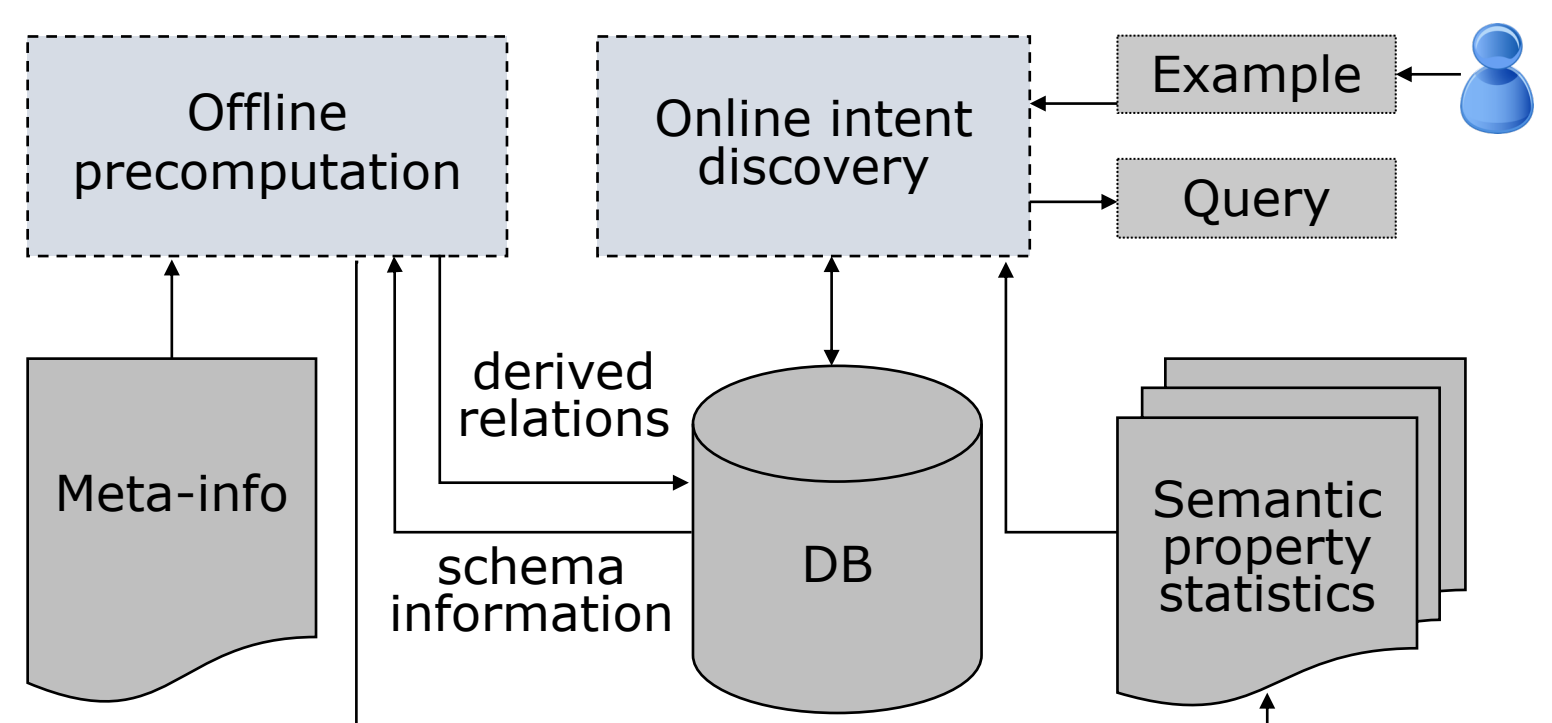 Offline
precomputation
Online intent
discovery
Example
Query
derived
relations
Meta-info
schema
information
DB
Semantic
property
statistics